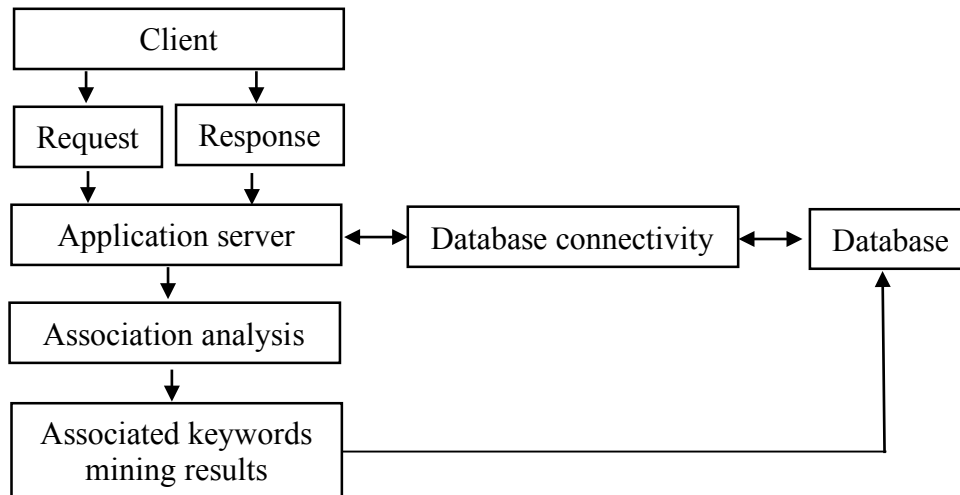 Client
Request
Response
Application server
Database connectivity
Database
Association analysis
Associated keywords
mining results